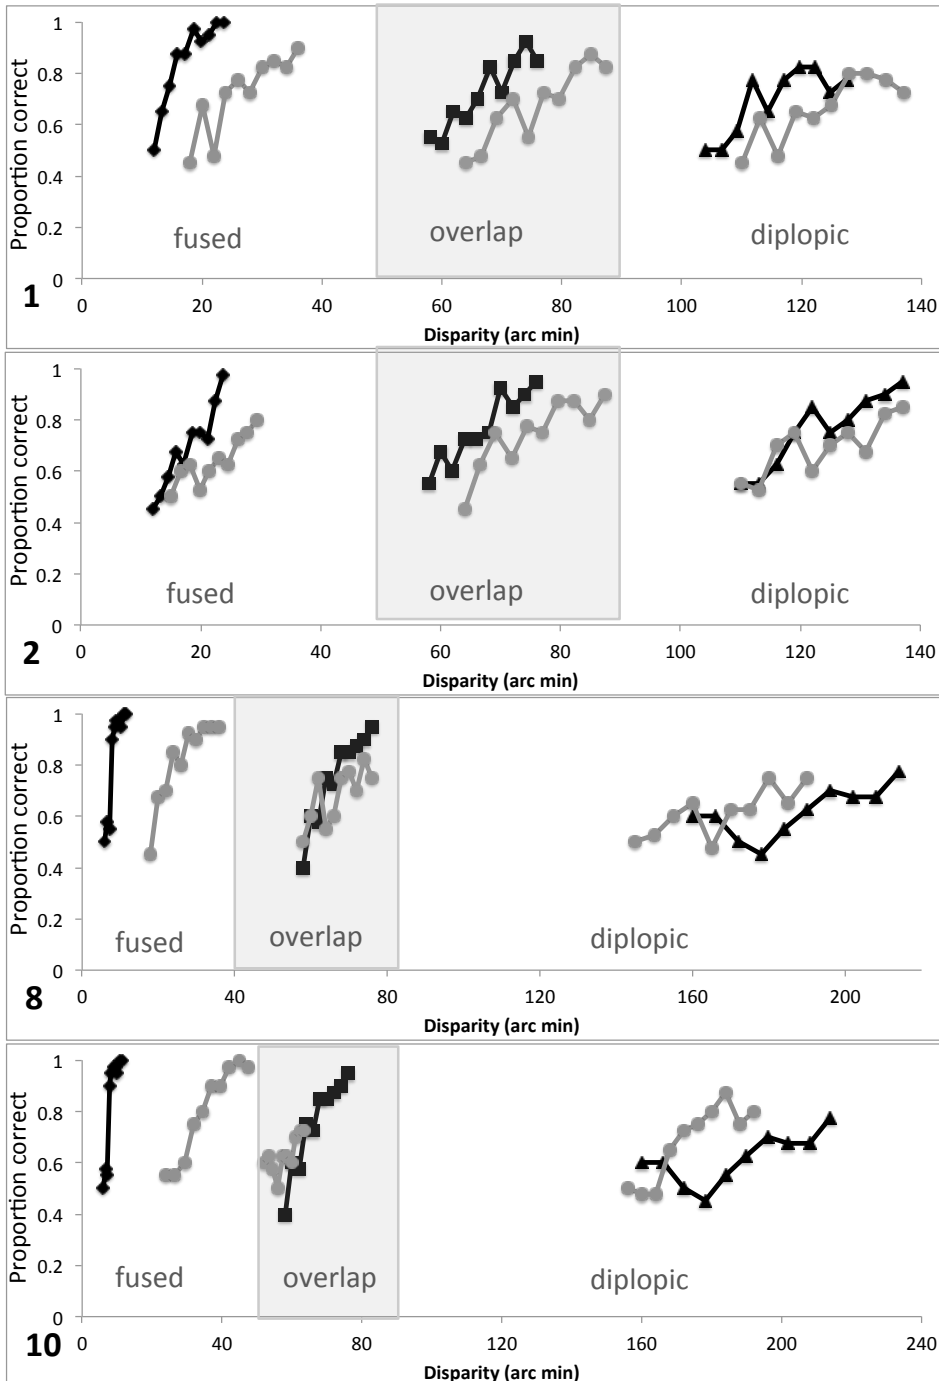 Proportion correct
1
0.8
0.6
0.4
0.2
0
fused
overlap
diplopic
0 20 40 60 80 100 120 140
1
Disparity (arc min)
Proportion correct
1
0.8
0.6
0.4
0.2
0
fused
overlap
diplopic
0 20 40 60 80 100 120 140
2
Disparity (arc min)
Proportion correct
1
0.8
0.6
0.4
0.2
0
fused
overlap
diplopic
0 40 80 120 160 200
8
Disparity (arc min)
Proportion correct
1
0.8
0.6
0.4
0.2
0
fused
overlap
diplopic
0 40 80 120 160 200 240
10
Disparity (arc min)